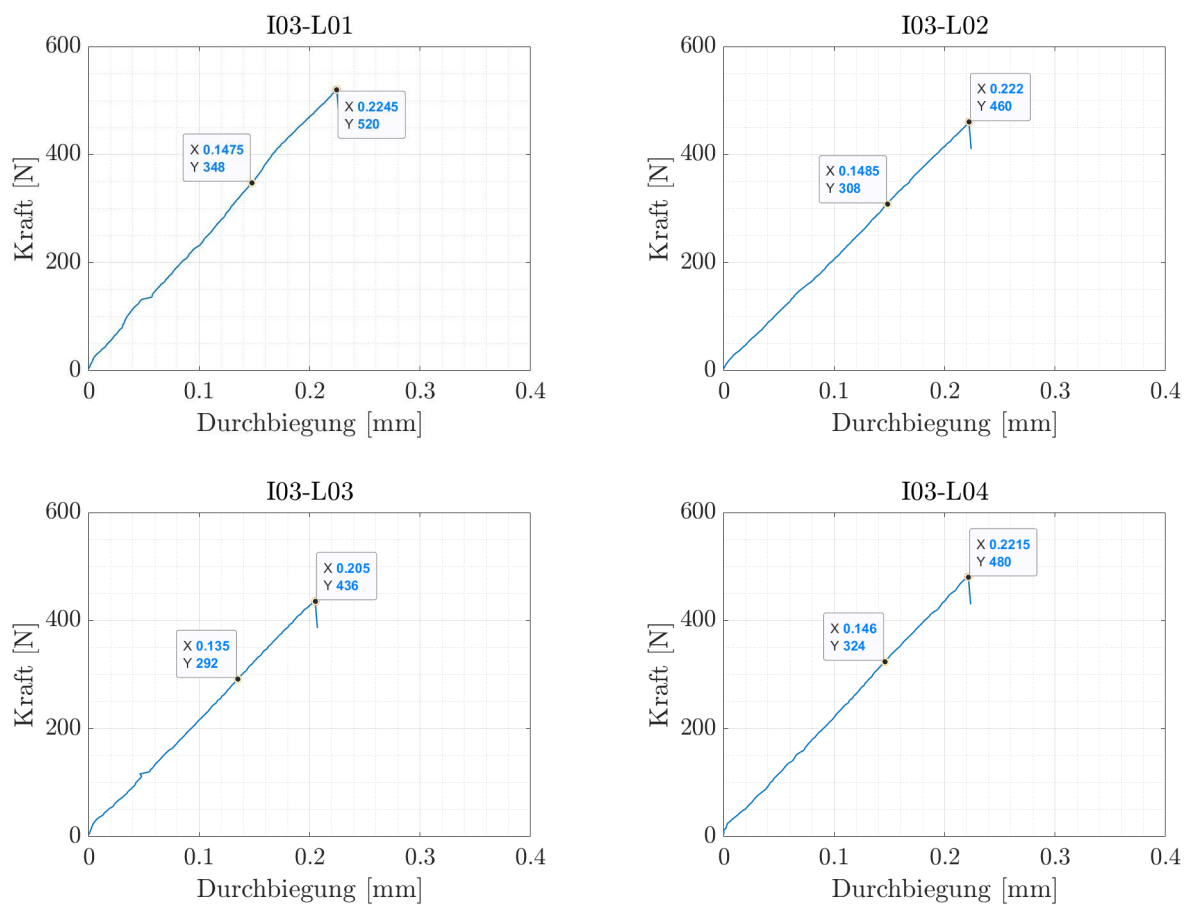 I03-L01
600
400
200
0
0 0.1 0.2 0.3 0.4
Kraft [N]
Durchbiegung [mm]
X 0.1475
Y 348
X 0.2245
Y 520
I03-L02
600
400
200
0
0 0.1 0.2 0.3 0.4
Kraft [N]
Durchbiegung [mm]
X 0.1485
Y 308
X 0.222
Y 460
I03-L03
600
400
200
0
0 0.1 0.2 0.3 0.4
Kraft [N]
Durchbiegung [mm]
X 0.135
Y 292
X 0.205
Y 436
I03-L04
600
400
200
0
0 0.1 0.2 0.3 0.4
Kraft [N]
Durchbiegung [mm]
X 0.146
Y 324
X 0.2215
Y 480